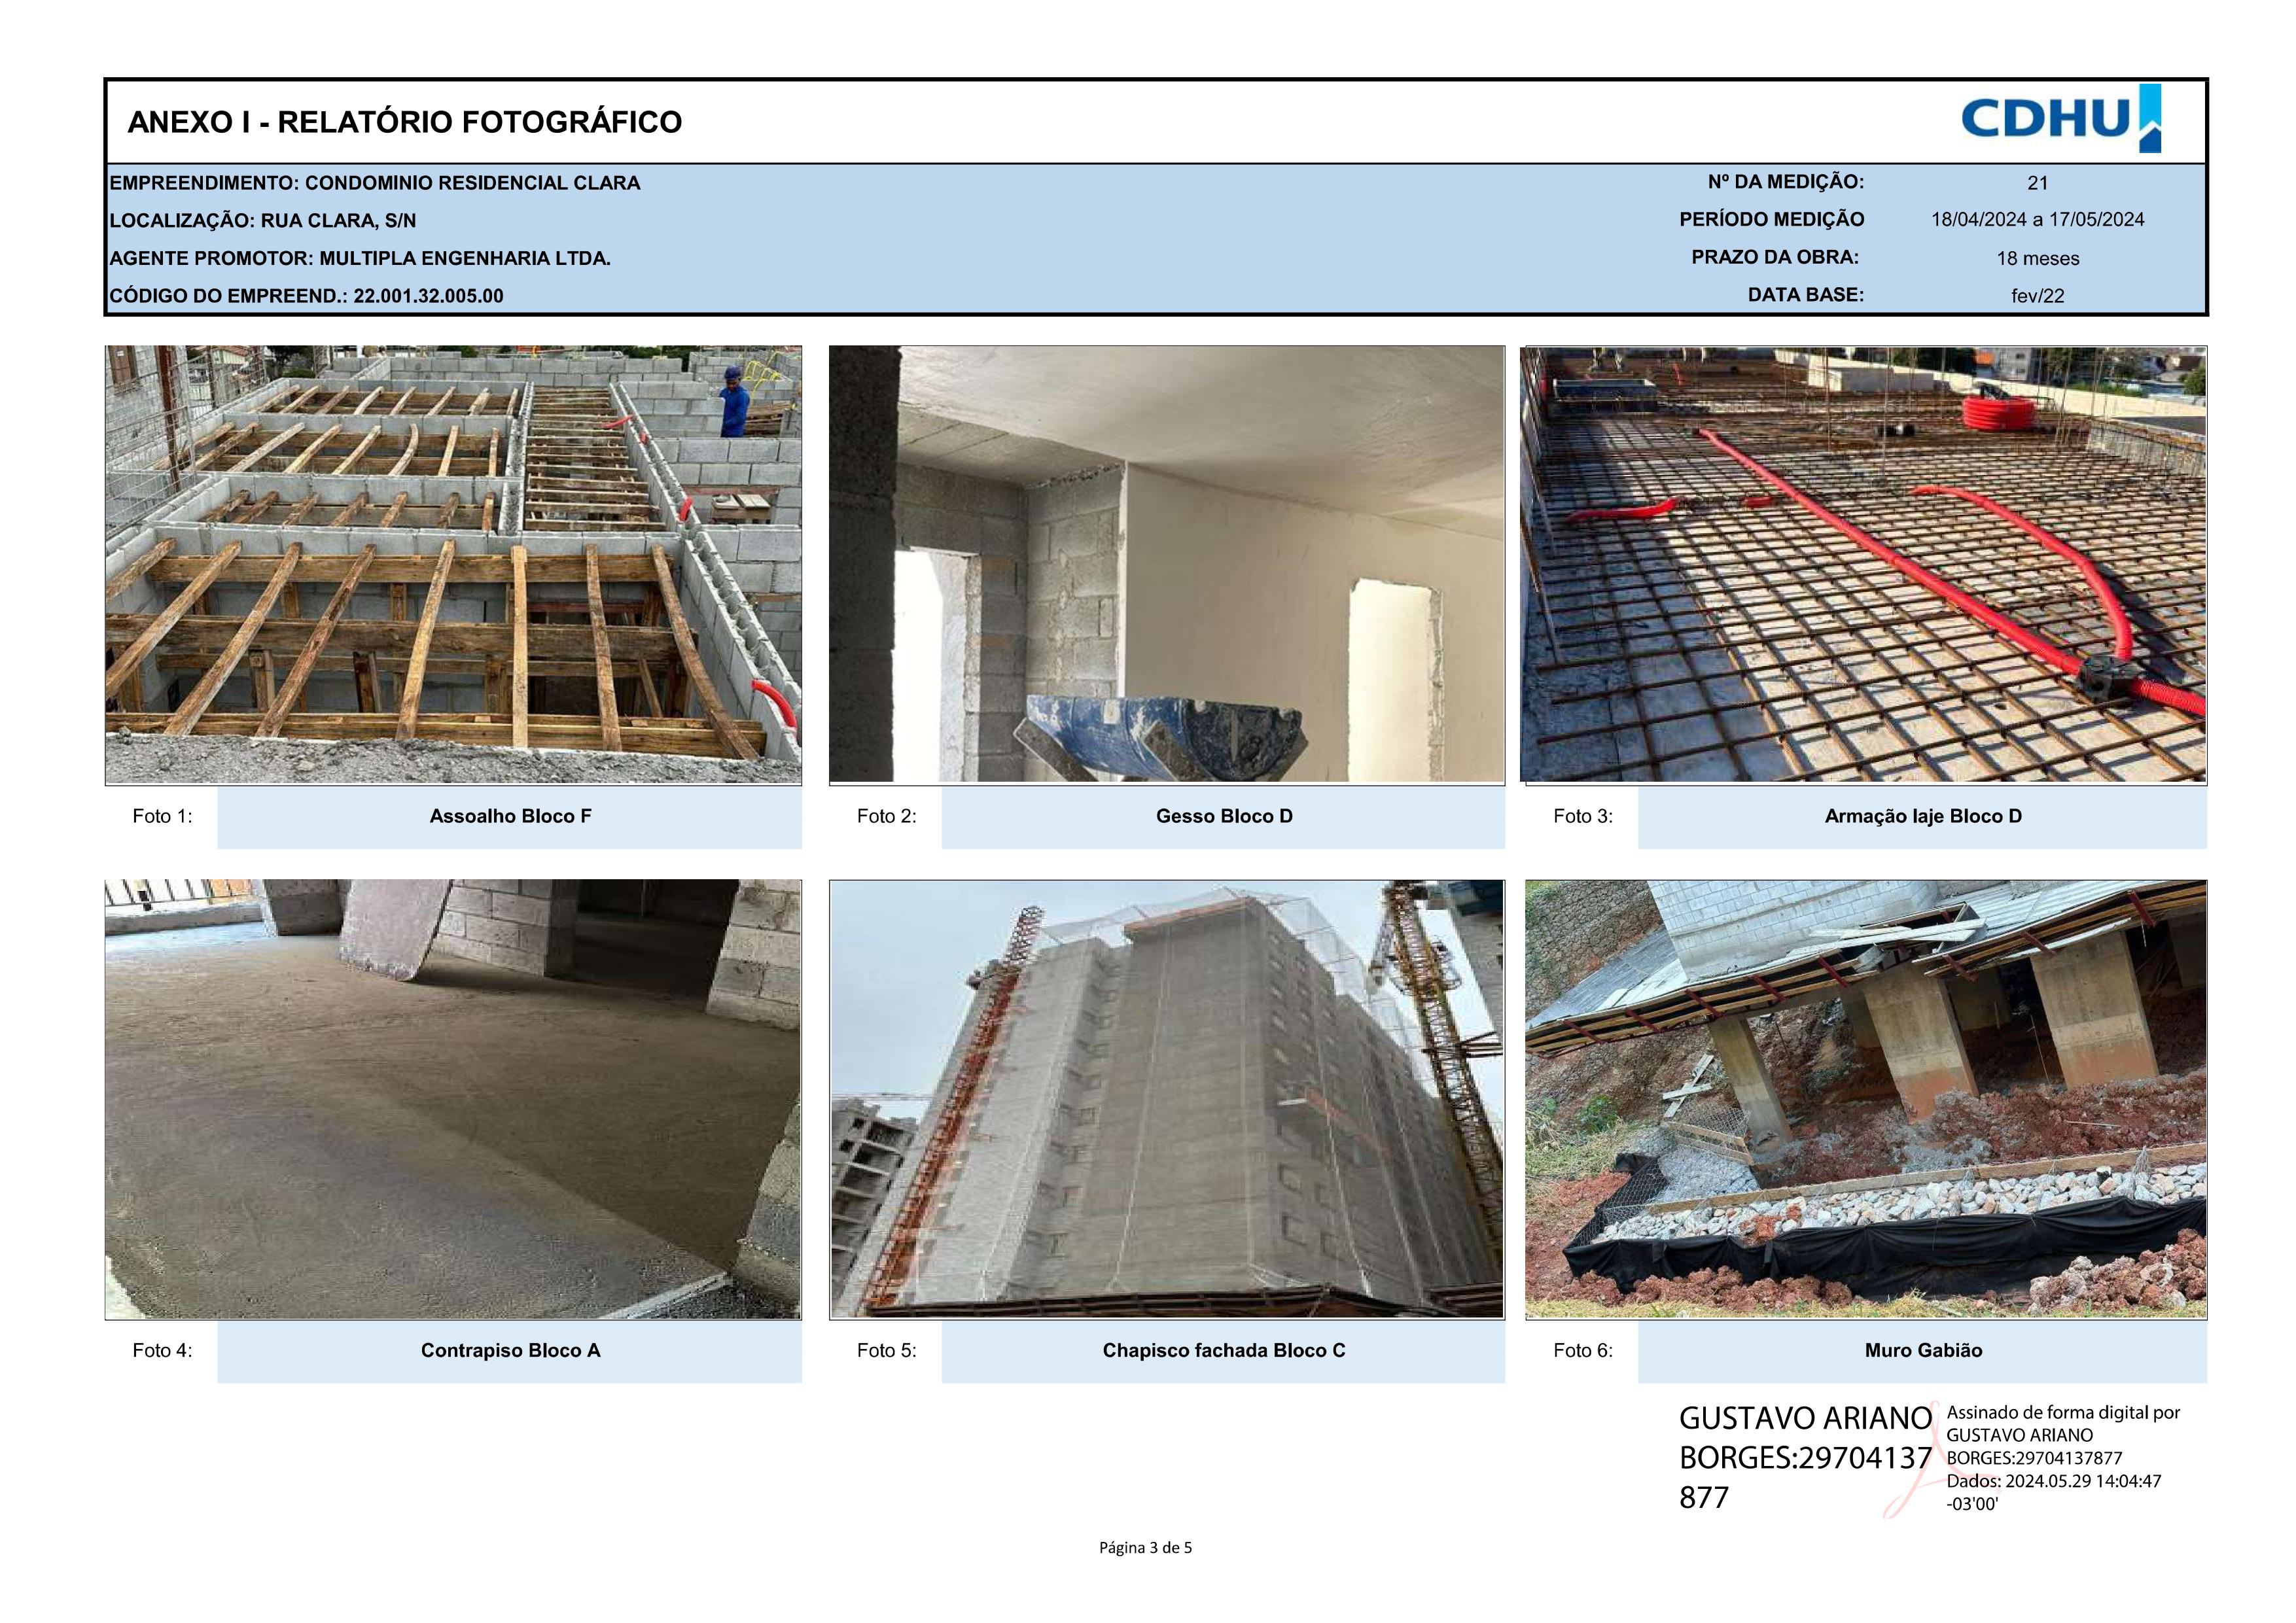 ANEXO I - RELATÓRIO FOTOGRÁFICO
CDHU
EMPREENDIMENTO: CONDOMINIO RESIDENCIAL CLARA
Nº DA MEDIÇÃO: 21
LOCALIZAÇÃO: RUA CLARA, S/N
PERÍODO MEDIÇÃO 18/04/2024 a 17/05/2024
AGENTE PROMOTOR: MULTIPLA ENGENHARIA LTDA.
PRAZO DA OBRA: 18 meses
CÓDIGO DO EMPREEND.: 22.001.32.005.00
DATA BASE: fev/22
Foto 1: Assoalho Bloco F
Foto 2: Gesso Bloco D
Foto 3: Armação laje Bloco D
Foto 4: Contrapiso Bloco A
Foto 5: Chapisco fachada Bloco C
Foto 6: Muro Gabião
GUSTAVO ARIANO
BORGES:29704137
877
Assinado de forma digital por
GUSTAVO ARIANO
BORGES:29704137877
Dados: 2024.05.29 14:04:47
-03'00'
Página 3 de 5